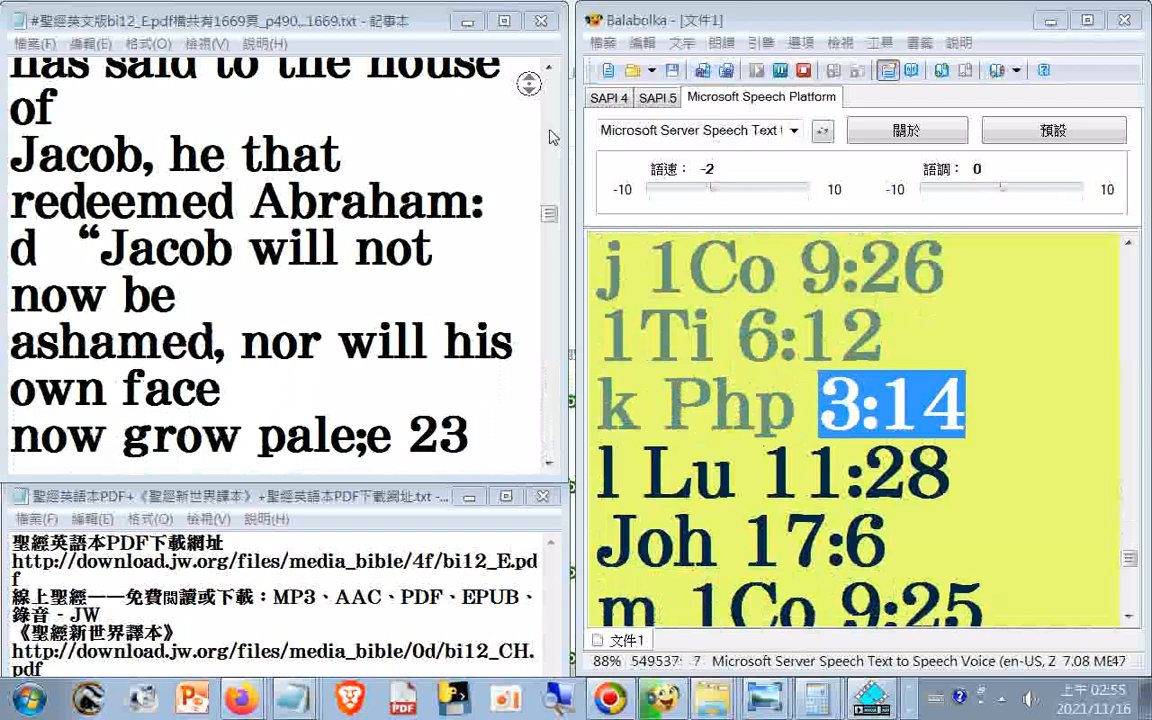 #聖經英文版bi12_E.pdf檔共有1669頁_p490,..1669.txt - 記事本
檔案(F) 編輯(E) 格式(O) 檢視(V) 說明(H)
has said to the house
of
Jacob, he that
redeemed Abraham:
d “Jacob will not
now be
ashamed, nor will his
own face
now grow pale;e 23
聖經英語本PDF+《聖經新世界譯本》+聖經英語本PDF下載網址.txt -...
檔案(F) 編輯(E) 格式(O) 檢視(V) 說明(H)
聖經英語本PDF下載網址
http://download.jw.org/files/media_bible/4f/bi12_E.pd
f
線上聖經——免費閱讀或下載：MP3、AAC、PDF、EPUB、
錄音 - JW
《聖經新世界譯本》
http://download.jw.org/files/media_bible/0d/bi12_CH.
pdf
Balabolka - [文件1]
檔案 編輯 文字 朗讀 引擎 選項 檢視 工具 書籤 說明
SAPI 4 SAPI 5 Microsoft Speech Platform
Microsoft Server Speech Text 關於 預設
語速： -2 語調： 0
-10 10 -10 10
j 1Co 9:26
1Ti 6:12
k Php 3:14
l Lu 11:28
Joh 17:6
m 1Co 9:25
文件1
88% 549537: 7 Microsoft Server Speech Text to Speech Voice (en-US, Z 7.08 ME47
PDF
上午 02:55
2021/11/16